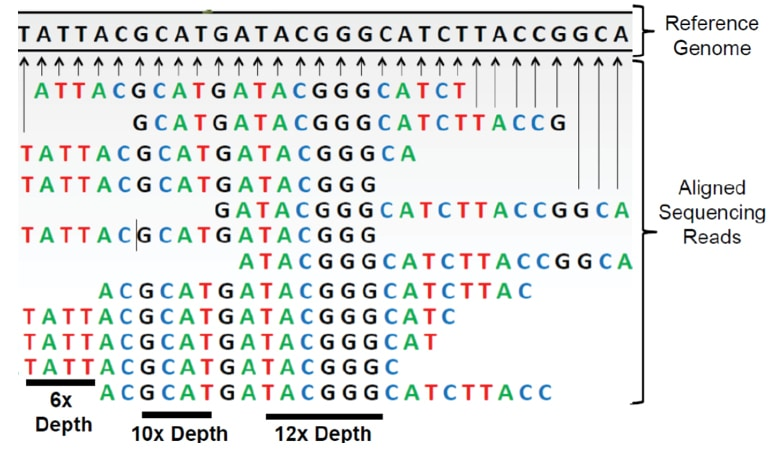 TATTACGCATGATACGGGCATCTTACCGGCA
Reference
Genome
ATTACGCATGATACGGGCATCT
GCATGATACGGGCATCTTACCG
TATTACGCATGATACGGGCA
TATTACGCATGATACGGG
GATACGGGCATCTTACCGGCA
TATTACGCATGATACGGG
ATACGGGCATCTTACCGGCA
ACGCATGATACGGGCATCTTAC
TATTACGCATGATACGGGCATC
TATTACGCATGATACGGGCAT
TATTACGCATGATACGGGC
ACGCATGATACGGGCATCTTACC
Aligned
Sequencing
Reads
6x
Depth
10x Depth
12x Depth